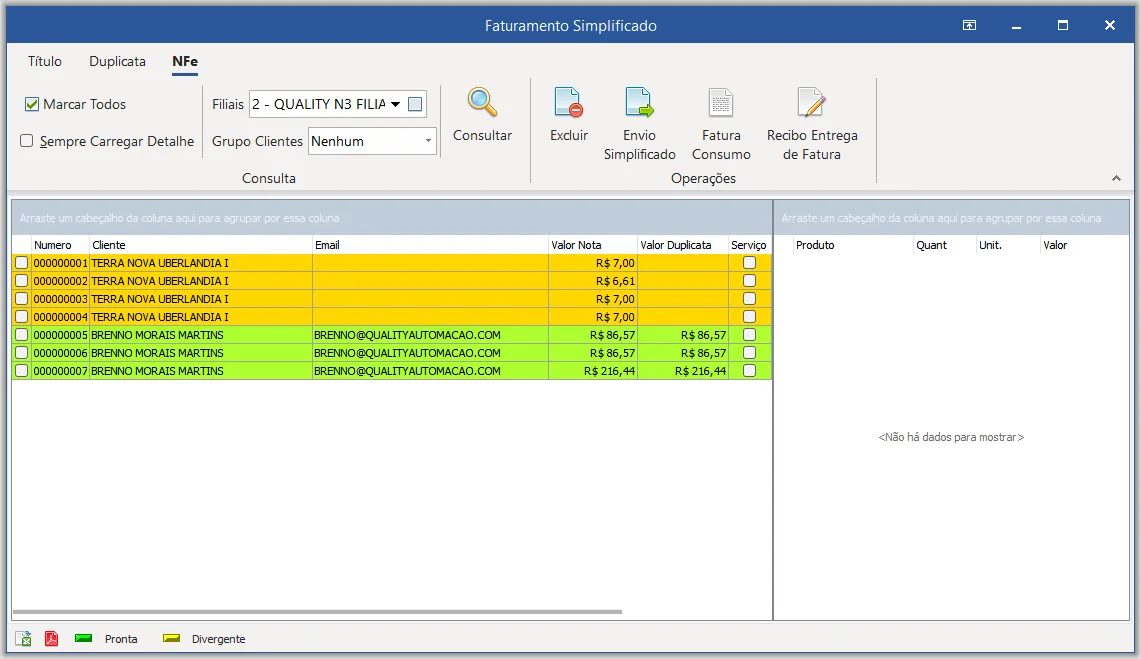 Faturamento Simplificado
Título Duplicata NFe
Marcar Todos
Sempre Carregar Detalhe
Filiais 2 - QUALITY N3 FILIA
Grupo Clientes Nenhum
Consultar
Consulta
Excluir
Envio Simplificado
Fatura Consumo
Recibo Entrega de Fatura
Operações
Arraste um cabeçalho da coluna aqui para agrupar por essa coluna
Numero Cliente Email Valor Nota Valor Duplicata Serviço
000000001 TERRA NOVA UBERLANDIA I R$ 7,00
000000002 TERRA NOVA UBERLANDIA I R$ 6,61
000000003 TERRA NOVA UBERLANDIA I R$ 7,00
000000004 TERRA NOVA UBERLANDIA I R$ 7,00
000000005 BRENNO MORAIS MARTINS BRENNO@QUALITYAUTOMACAO.COM R$ 86,57 R$ 86,57
000000006 BRENNO MORAIS MARTINS BRENNO@QUALITYAUTOMACAO.COM R$ 86,57 R$ 86,57
000000007 BRENNO MORAIS MARTINS BRENNO@QUALITYAUTOMACAO.COM R$ 216,44 R$ 216,44
Arraste um cabeçalho da coluna aqui para agrupar por essa coluna
Produto Quant Unit. Valor
<Não há dados para mostrar>
Pronta Divergente